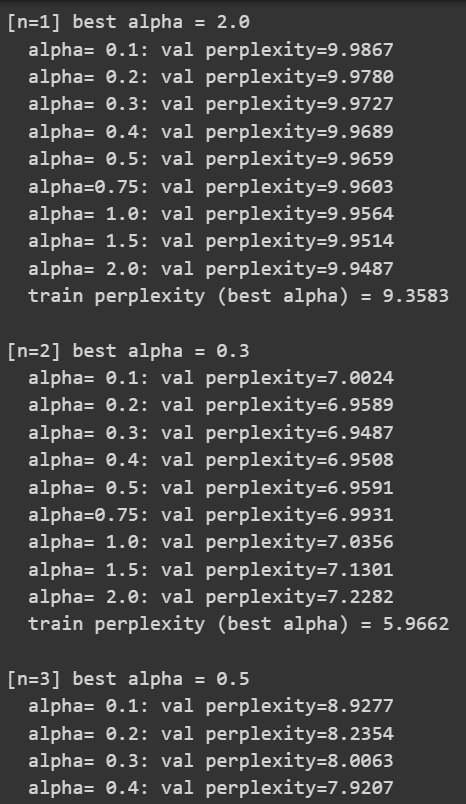 [n=1] best alpha = 2.0
  alpha= 0.1: val perplexity=9.9867
  alpha= 0.2: val perplexity=9.9780
  alpha= 0.3: val perplexity=9.9727
  alpha= 0.4: val perplexity=9.9689
  alpha= 0.5: val perplexity=9.9659
  alpha=0.75: val perplexity=9.9603
  alpha= 1.0: val perplexity=9.9564
  alpha= 1.5: val perplexity=9.9514
  alpha= 2.0: val perplexity=9.9487
  train perplexity (best alpha) = 9.3583

[n=2] best alpha = 0.3
  alpha= 0.1: val perplexity=7.0024
  alpha= 0.2: val perplexity=6.9589
  alpha= 0.3: val perplexity=6.9487
  alpha= 0.4: val perplexity=6.9508
  alpha= 0.5: val perplexity=6.9591
  alpha=0.75: val perplexity=6.9931
  alpha= 1.0: val perplexity=7.0356
  alpha= 1.5: val perplexity=7.1301
  alpha= 2.0: val perplexity=7.2282
  train perplexity (best alpha) = 5.9662

[n=3] best alpha = 0.5
  alpha= 0.1: val perplexity=8.9277
  alpha= 0.2: val perplexity=8.2354
  alpha= 0.3: val perplexity=8.0063
  alpha= 0.4: val perplexity=7.9207